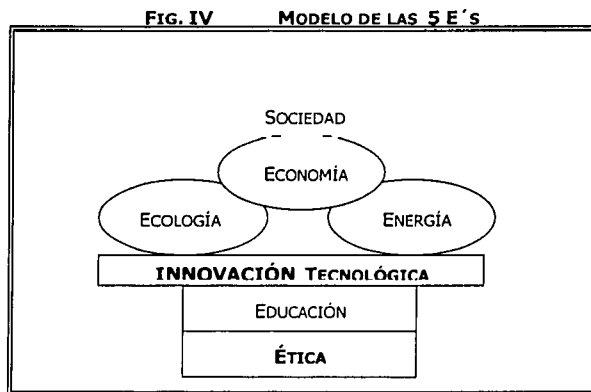 FIG. IV MODELO DE LAS 5 E´S
SOCIEDAD
ECONOMÍA
ECOLOGÍA ENERGÍA
INNOVACIÓN TECNOLÓGICA
EDUCACIÓN
ÉTICA